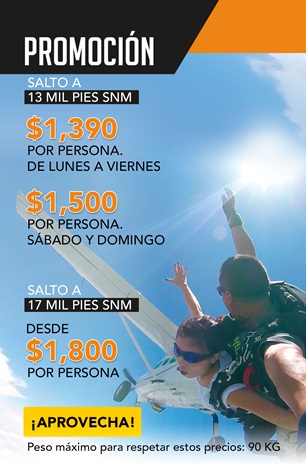 PROMOCIÓN
SALTO A
13 MIL PIES SNM
$1,390
POR PERSONA.
DE LUNES A VIERNES
$1,500
POR PERSONA.
SÁBADO Y DOMINGO
SALTO A
17 MIL PIES SNM
DESDE
$1,800
POR PERSONA
¡APROVECHA!
Peso máximo para respetar estos precios: 90 KG